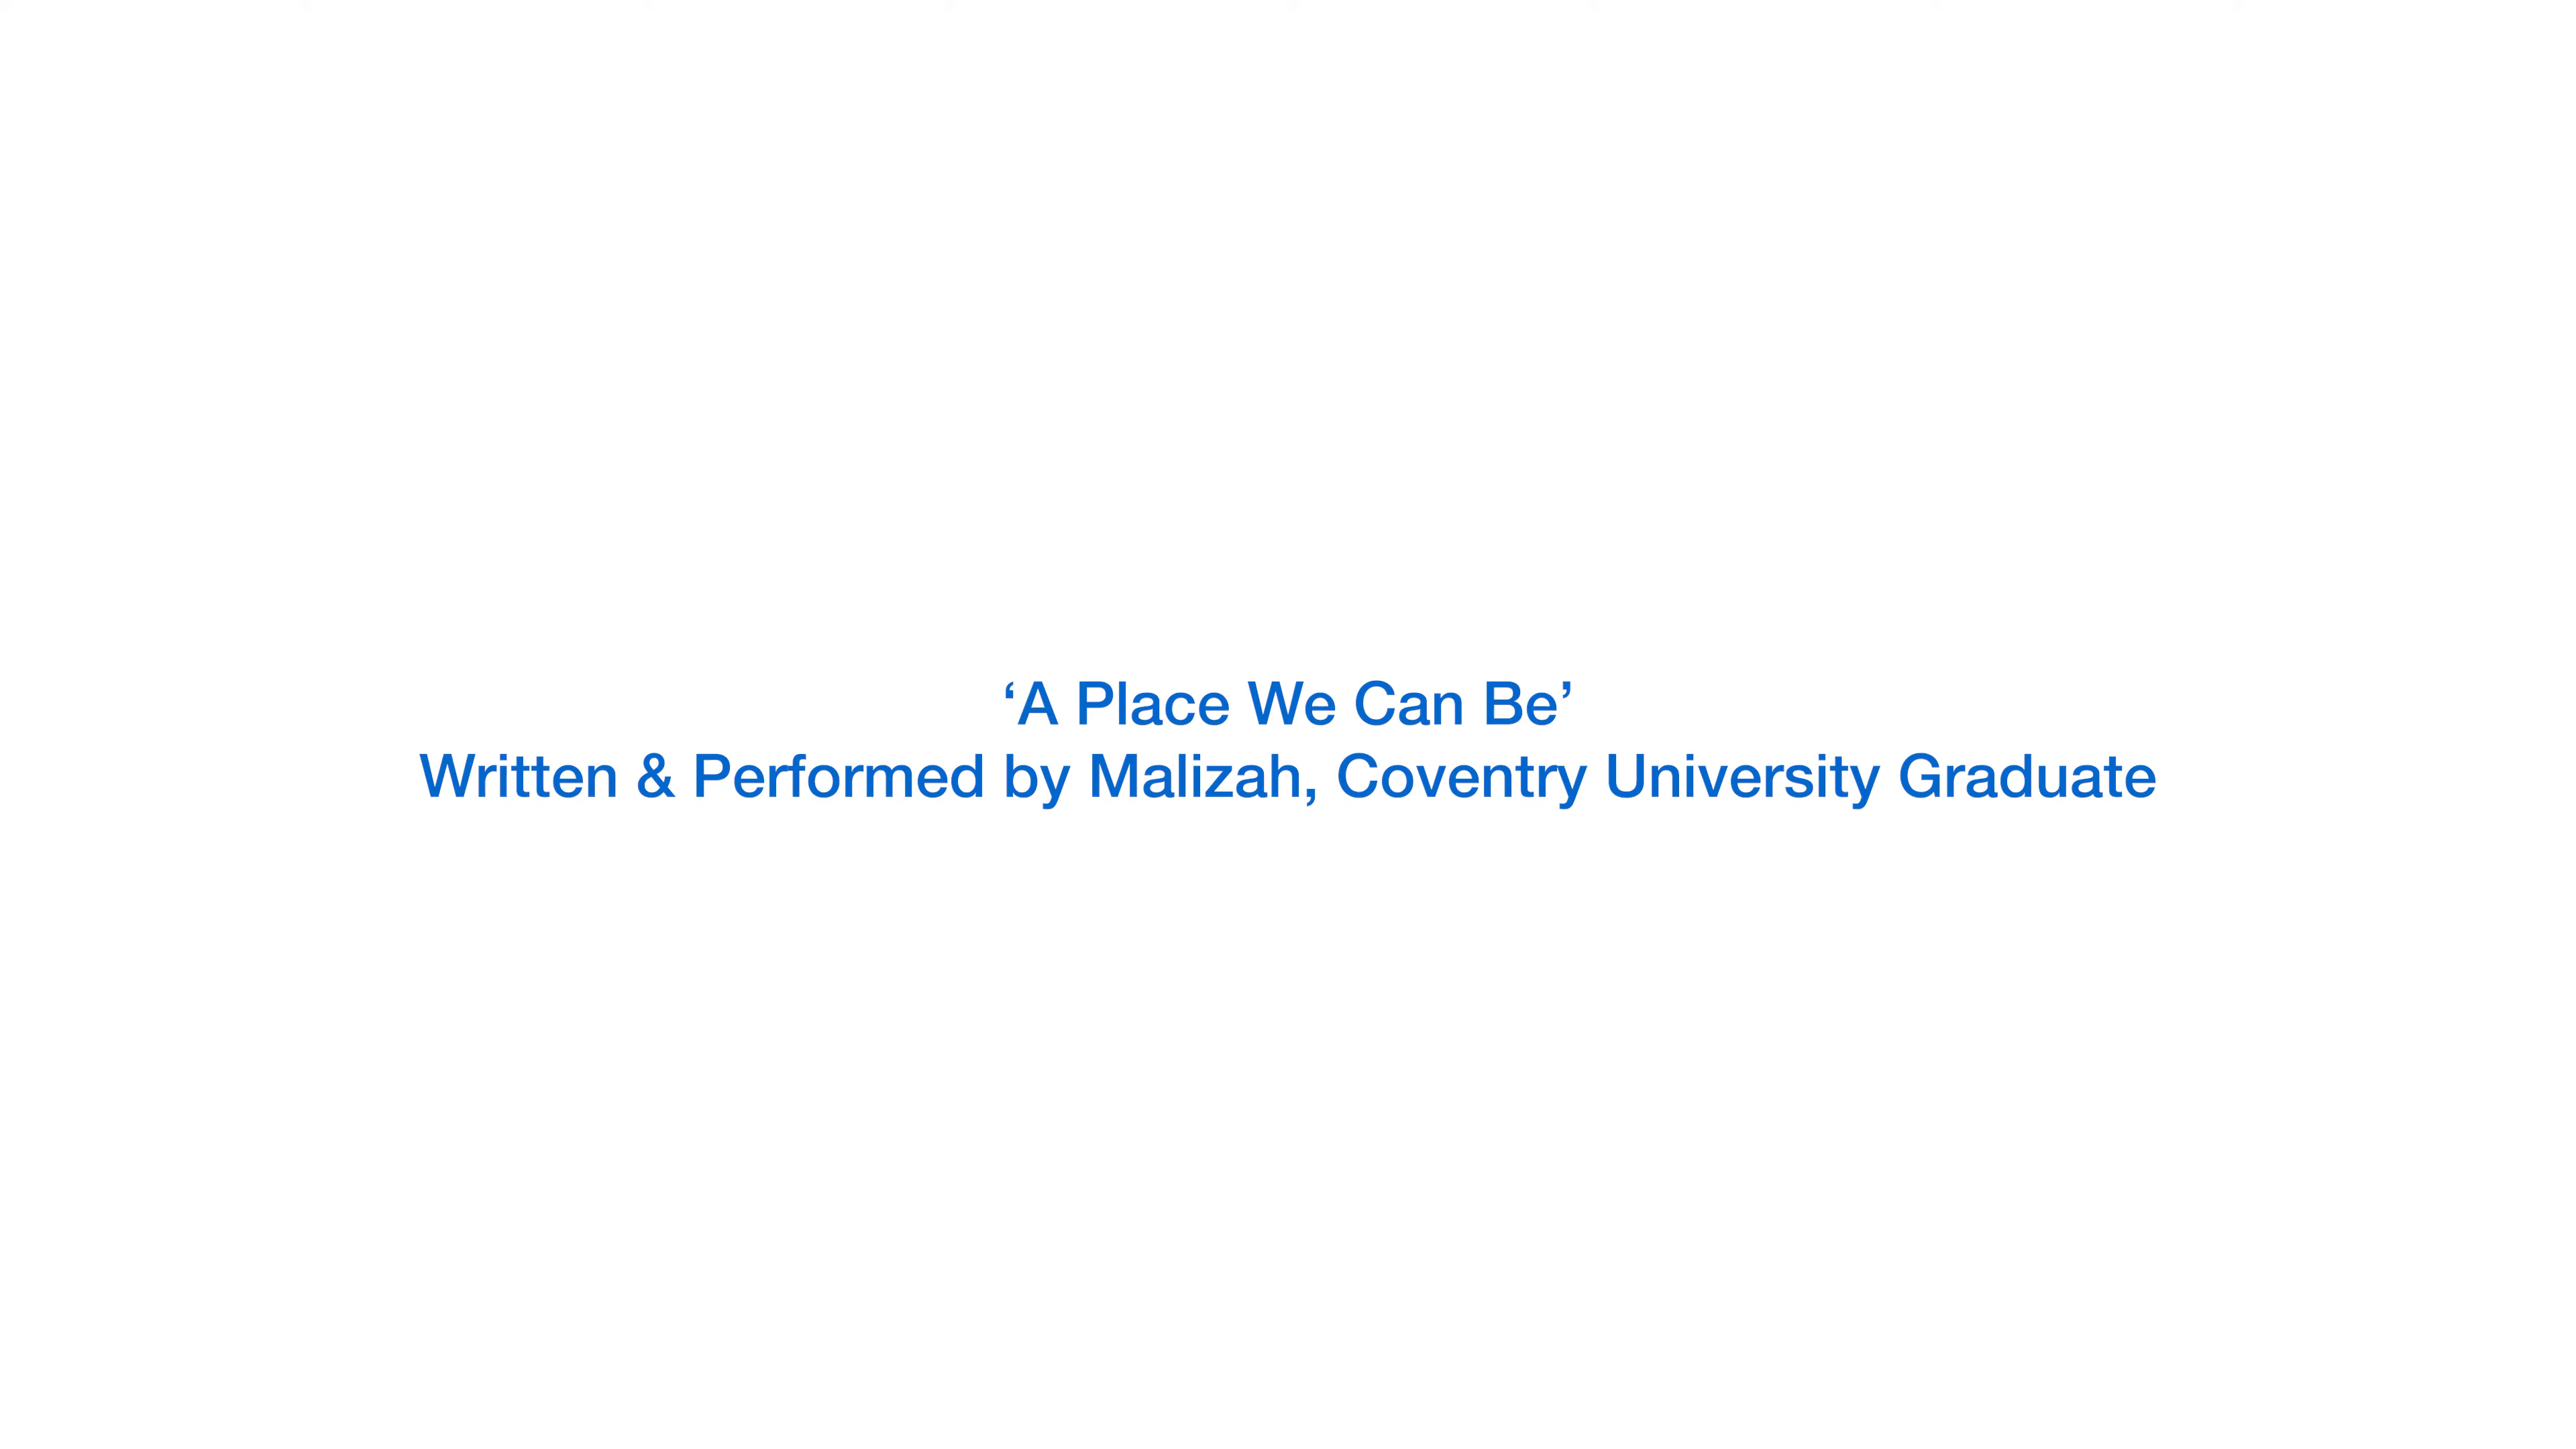 ‘A Place We Can Be’
Written & Performed by Malizah, Coventry University Graduate